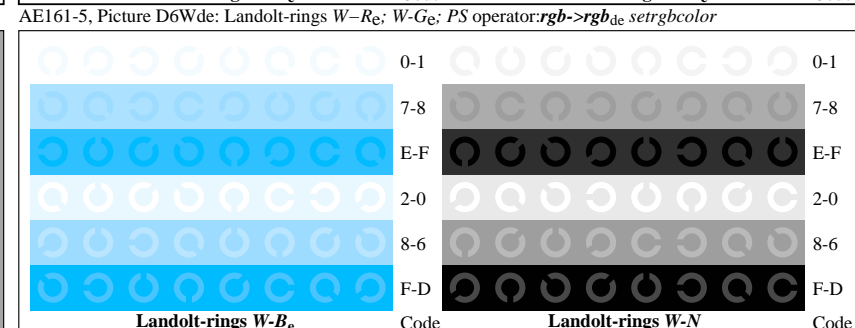 AE161-5, Picture D6Wde: Landolt-rings W–Re; W-Ge; PS operator:rgb->rgbde setrgbcolor
0-1 0-1
7-8 7-8
E-F E-F
2-0 2-0
8-6 8-6
F-D F-D
Landolt-rings W-Be Code Landolt-rings W-N Code